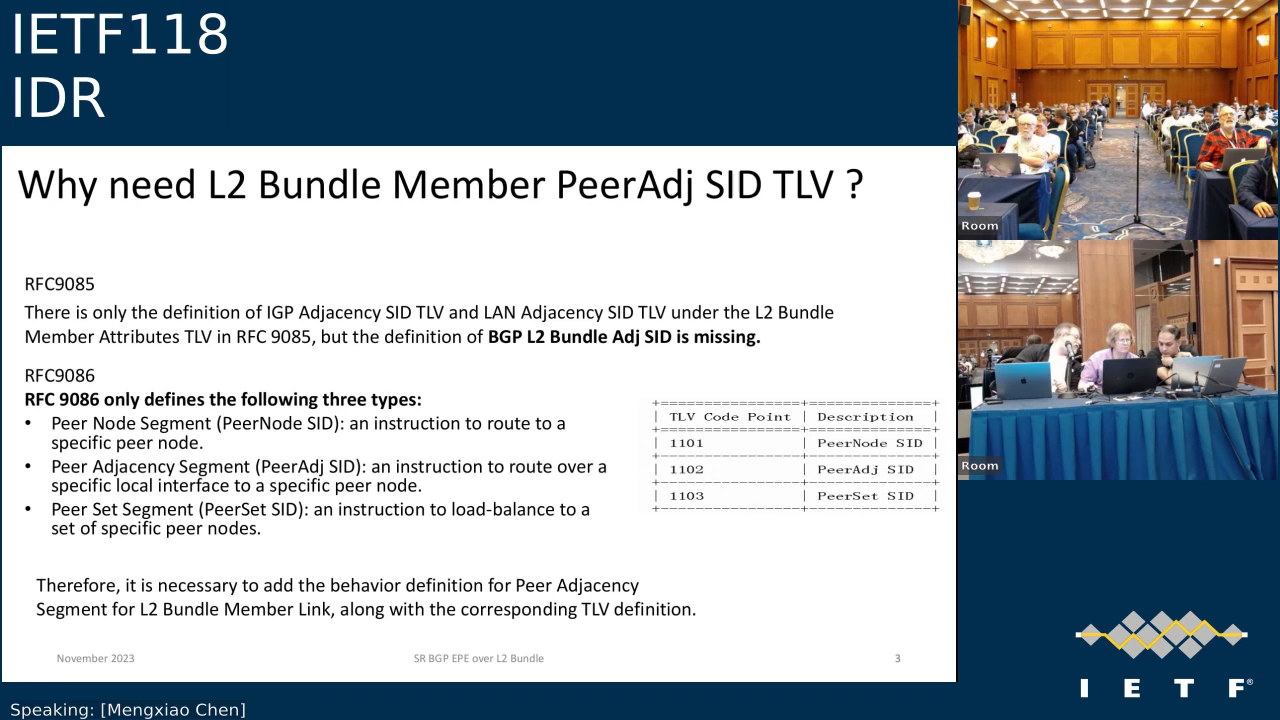 IETF118
IDR
Why need L2 Bundle Member PeerAdj SID TLV ?
RFC9085
There is only the definition of IGP Adjacency SID TLV and LAN Adjacency SID TLV under the L2 Bundle
Member Attributes TLV in RFC 9085, but the definition of BGP L2 Bundle Adj SID is missing.
RFC9086
RFC 9086 only defines the following three types:
• Peer Node Segment (PeerNode SID): an instruction to route to a
specific peer node.
• Peer Adjacency Segment (PeerAdj SID): an instruction to route over a
specific local interface to a specific peer node.
• Peer Set Segment (PeerSet SID): an instruction to load-balance to a
set of specific peer nodes.
+================+=============+
| TLV Code Point | Description |
+================+=============+
| 1101 | PeerNode SID |
+----------------+-------------+
| 1102 | PeerAdj SID |
+----------------+-------------+
| 1103 | PeerSet SID |
+----------------+-------------+
Therefore, it is necessary to add the behavior definition for Peer Adjacency
Segment for L2 Bundle Member Link, along with the corresponding TLV definition.
November 2023
SR BGP EPE over L2 Bundle
3
Room
Room
I E T F®
Speaking: [Mengxiao Chen]